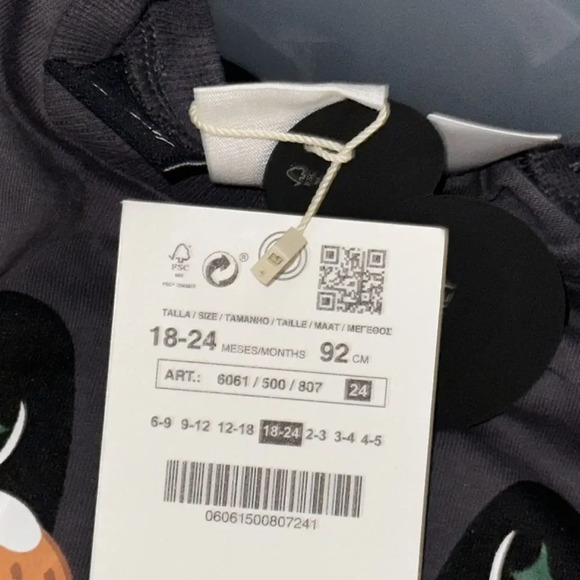 FSC
®
TALLA / SIZE / TAMANHO / TAILLE / MAAT / ΜΕΓΕΘΟΣ
18-24 MESES/MONTHS 92 CM
ART.: 6061 / 500 / 807 24
6-9 9-12 12-18 18-24 2-3 3-4 4-5
06061500807241